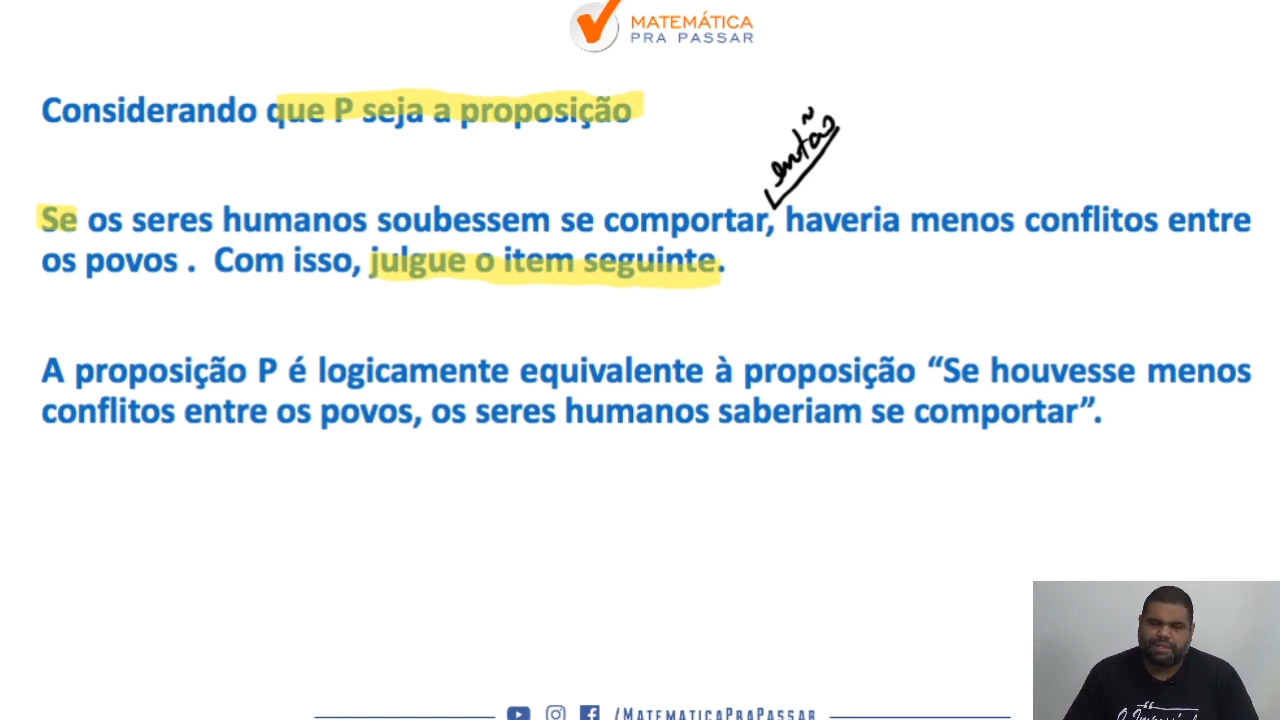 MATEMÁTICA
PRA PASSAR
Considerando que P seja a proposição
então
Se os seres humanos soubessem se comportar, haveria menos conflitos entre
os povos . Com isso, julgue o item seguinte.
A proposição P é logicamente equivalente à proposição “Se houvesse menos
conflitos entre os povos, os seres humanos saberiam se comportar”.
/MATEMATICAPRAPASSAR